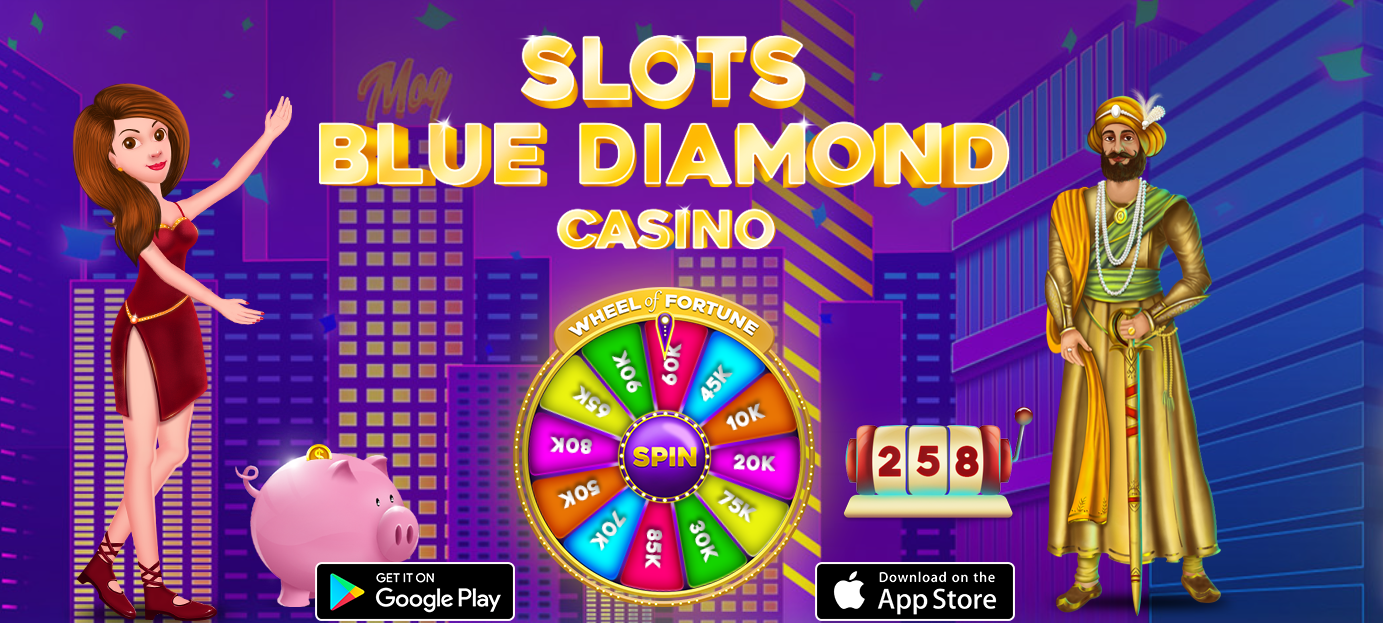 SLOTS
Moq
BLUE DIAMOND
CASINO
WHEEL of FORTUNE
60K
45K
10K
20K
75K
30K
85K
70K
50K
80K
65K
90K
SPIN
258
$
GET IT ON
Google Play
Download on the
App Store